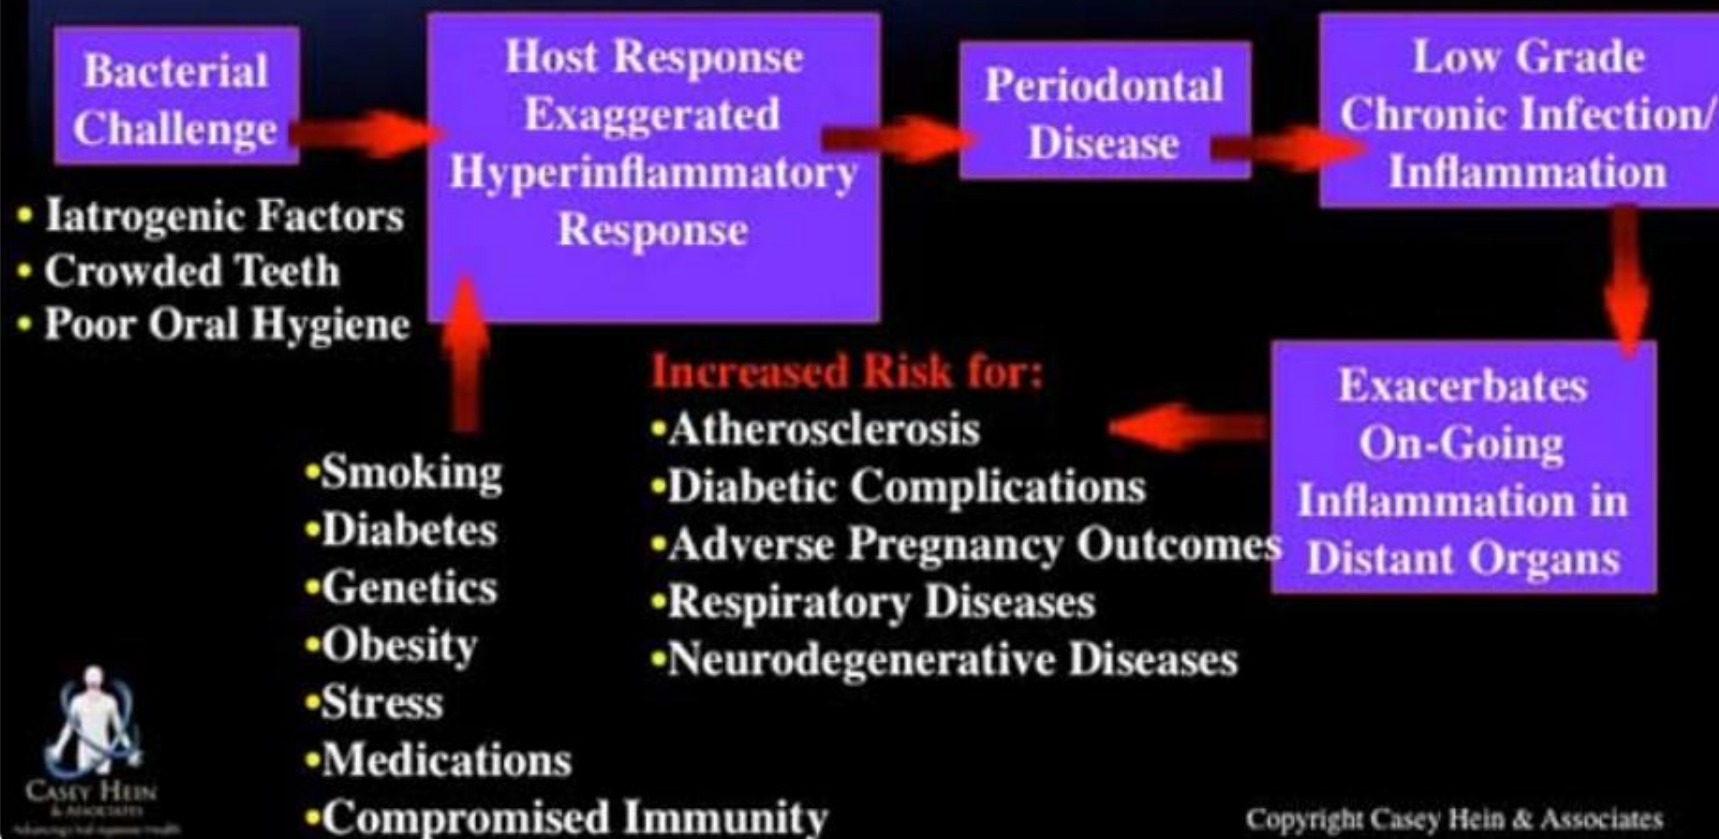 Bacterial
Challenge
Host Response
Exaggerated
Hyperinflammatory
Response
Periodontal
Disease
Low Grade
Chronic Infection/
Inflammation
• Iatrogenic Factors
• Crowded Teeth
• Poor Oral Hygiene
•Smoking
•Diabetes
•Genetics
•Obesity
•Stress
•Medications
•Compromised Immunity
Increased Risk for:
•Atherosclerosis
•Diabetic Complications
•Adverse Pregnancy Outcomes
•Respiratory Diseases
•Neurodegenerative Diseases
Exacerbates
On-Going
Inflammation in
Distant Organs
CASEY HEIN
& ASSOCIATES
Copyright Casey Hein & Associates